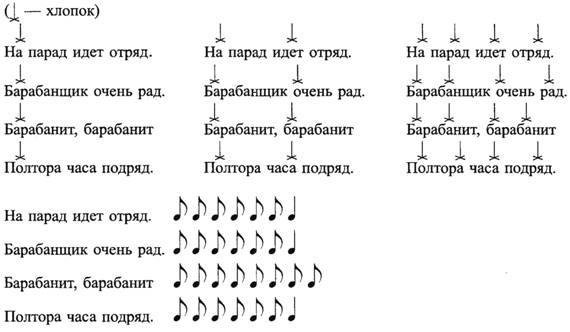 ( — хлопок)
На парад идет отряд. На парад идет отряд. На парад идет отряд.
Барабанщик очень рад. Барабанщик очень рад. Барабанщик очень рад.
Барабанит, барабанит Барабанит, барабанит Барабанит, барабанит
Полтора часа подряд. Полтора часа подряд. Полтора часа подряд.
На парад идет отряд.
Барабанщик очень рад.
Барабанит, барабанит
Полтора часа подряд.